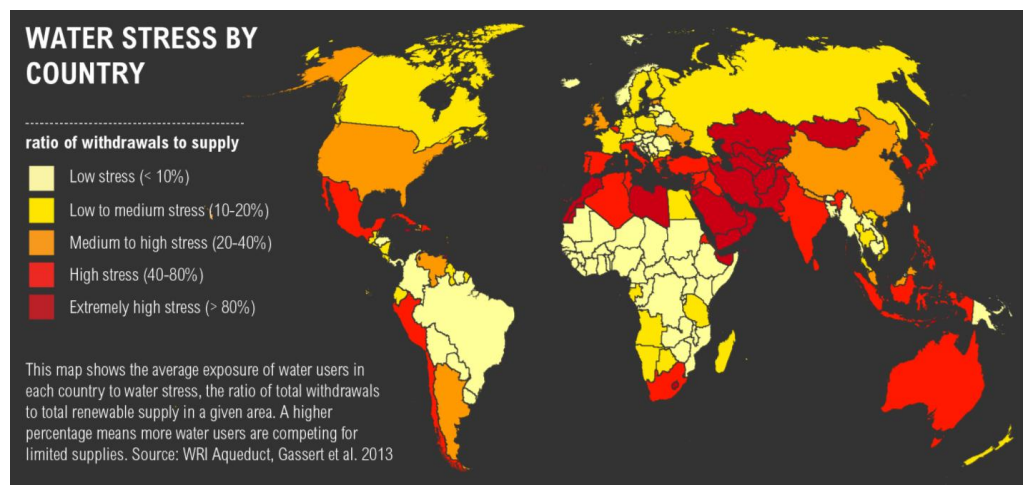 WATER STRESS BY
COUNTRY
ratio of withdrawals to supply
Low stress (< 10%)
Low to medium stress (10-20%)
Medium to high stress (20-40%)
High stress (40-80%)
Extremely high stress (> 80%)
This map shows the average exposure of water users in
each country to water stress, the ratio of total withdrawals
to total renewable supply in a given area. A higher
percentage means more water users are competing for
limited supplies. Source: WRI Aqueduct, Gassert et al. 2013